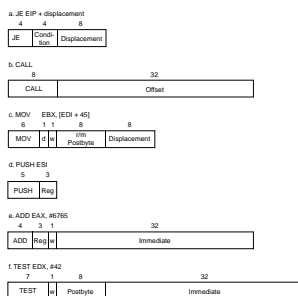 a. JE EIP + displacement
4 4 8
JE Condi-tion Displacement
b. CALL
8 32
CALL Offset
c. MOV EBX, [EDI + 45]
6 1 1 8 8
MOV d w r/m Postbyte Displacement
d. PUSH ESI
5 3
PUSH Reg
e. ADD EAX, #6765
4 3 1 32
ADD Reg w Immediate
f. TEST EDX, #42
7 1 8 32
TEST w Postbyte Immediate